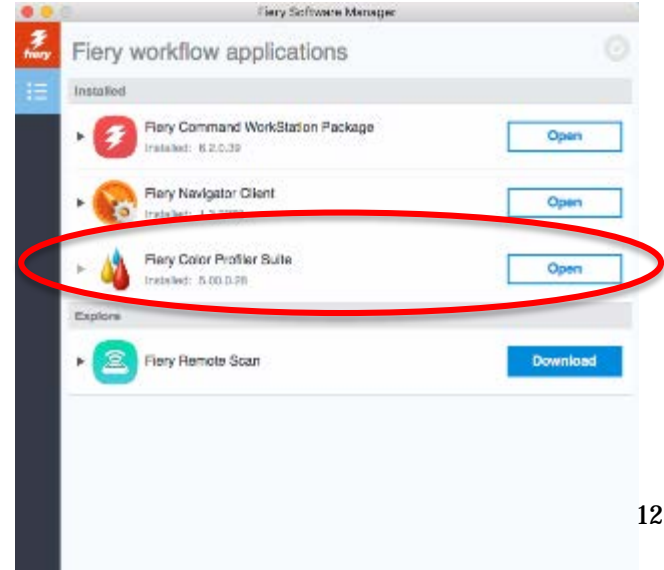 Fiery Software Manager
fiery
Fiery workflow applications
Installed
Fiery Command WorkStation Package
Installed: 6.2.0.39
Open
Fiery Navigator Client
Installed:
Open
Fiery Color Profiler Suite
Installed: 5.00.0.28
Open
Explore
Fiery Remote Scan
Download
12